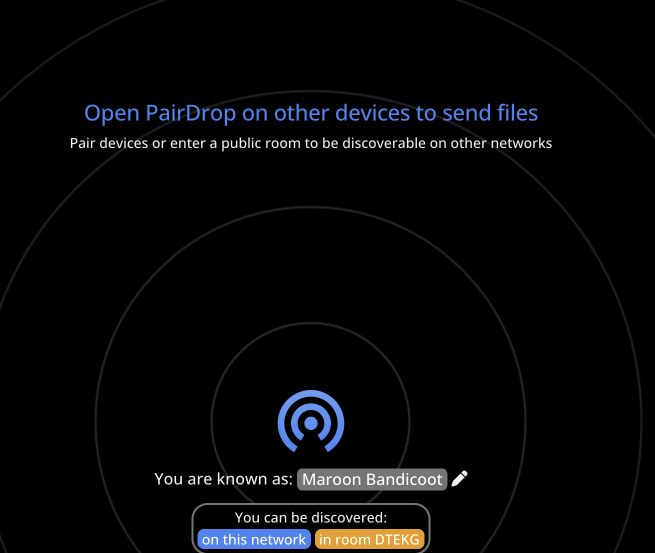 Open PairDrop on other devices to send files
Pair devices or enter a public room to be discoverable on other networks
You are known as: Maroon Bandicoot
You can be discovered:
on this network in room DTEKG